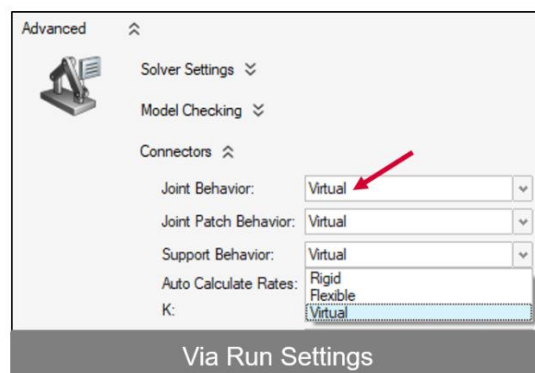 Advanced
Solver Settings
Model Checking
Connectors
Joint Behavior: Virtual
Joint Patch Behavior: Virtual
Support Behavior: Virtual
Auto Calculate Rates: Rigid
Flexible
K: Virtual
Via Run Settings